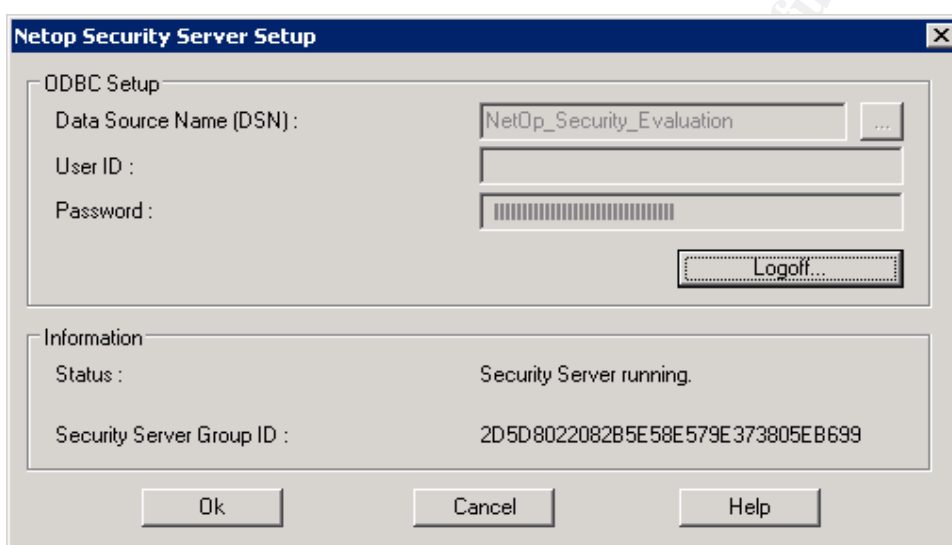 Netop Security Server Setup
ODBC Setup
Data Source Name (DSN) : NetOp_Security_Evaluation ...
User ID :
Password : ||||||||||||||||||||||||||||||
Logoff...
Information
Status : Security Server running.
Security Server Group ID : 2D5D8022082B5E58E579E373805EB699
Ok Cancel Help